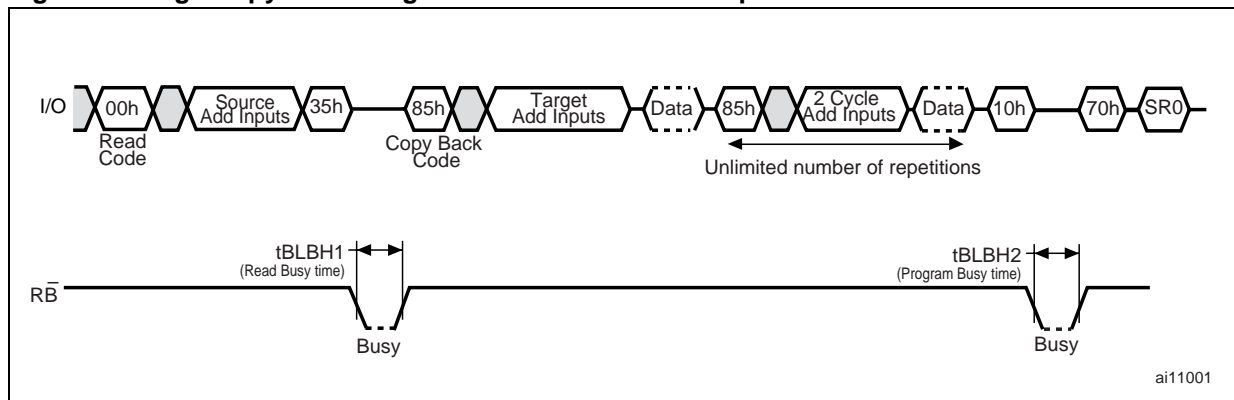 I/O 00h Source Add Inputs 35h 85h Target Add Inputs Data 85h 2 Cycle Add Inputs Data 10h 70h SR0
Read Code
Copy Back Code
Unlimited number of repetitions
tBLBH1
(Read Busy time)
tBLBH2
(Program Busy time)
RB
Busy
Busy
ai11001